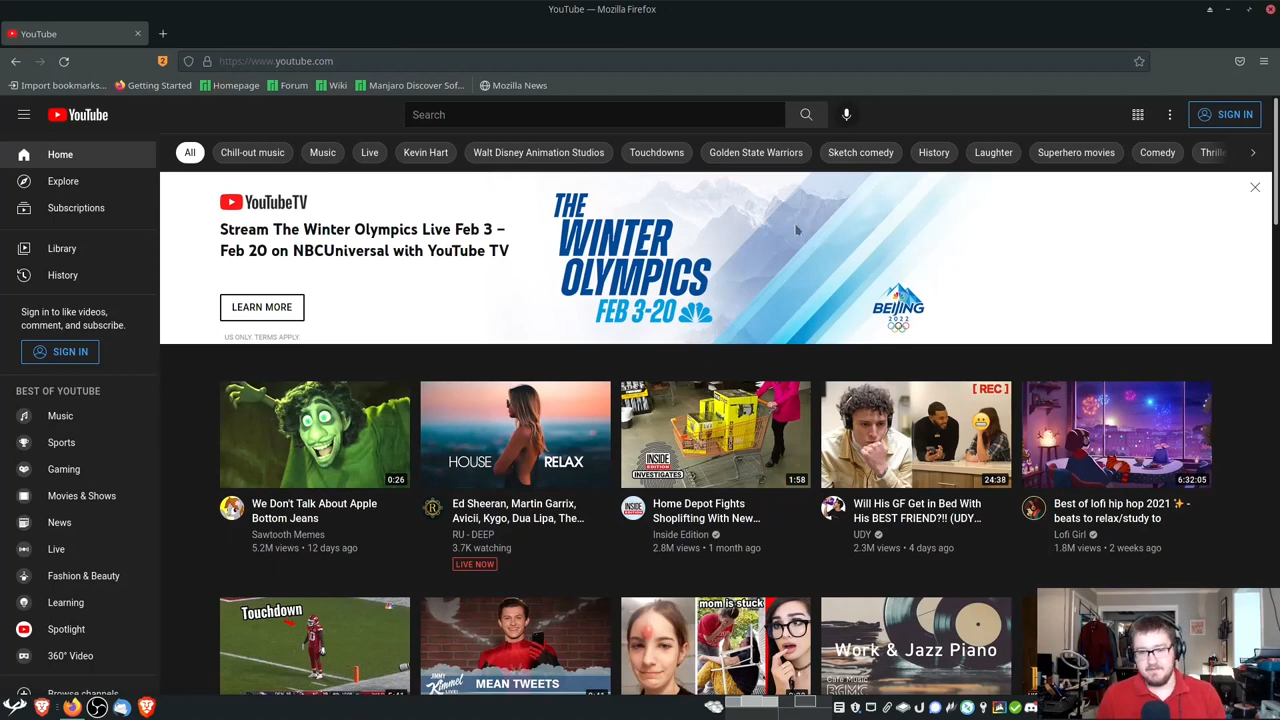 YouTube — Mozilla Firefox
YouTube
2
https://www.youtube.com
Import bookmarks...
Getting Started
Homepage
Forum
Wiki
Manjaro Discover Sof...
Mozilla News
YouTube
Search
SIGN IN
All
Chill-out music
Music
Live
Kevin Hart
Walt Disney Animation Studios
Touchdowns
Golden State Warriors
Sketch comedy
History
Laughter
Superhero movies
Comedy
Thrille
Home
Explore
Subscriptions
Library
History
Sign in to like videos,
comment, and subscribe.
SIGN IN
BEST OF YOUTUBE
Music
Sports
Gaming
Movies & Shows
News
Live
Fashion & Beauty
Learning
Spotlight
360° Video
Browse channels
YouTubeTV
Stream The Winter Olympics Live Feb 3 –
Feb 20 on NBCUniversal with YouTube TV
LEARN MORE
US ONLY. TERMS APPLY.
THE
WINTER
OLYMPICS
FEB 3-20
BEIJING
2022
0:26
We Don't Talk About Apple
Bottom Jeans
Sawtooth Memes
5.2M views • 12 days ago
HOUSE RELAX
Ed Sheeran, Martin Garrix,
Avicii, Kygo, Dua Lipa, The...
RU - DEEP
3.7K watching
LIVE NOW
INSIDE
EDITION
INVESTIGATES
1:58
INSIDE
EDITION
Home Depot Fights
Shoplifting With New...
Inside Edition
2.8M views • 1 month ago
[ REC ]
24:38
Will His GF Get in Bed With
His BEST FRIEND?!! (UDY...
UDY
2.3M views • 4 days ago
6:32:05
Best of lofi hip hop 2021 ✨ -
beats to relax/study to
Lofi Girl
1.8M views • 2 weeks ago
Touchdown
JIMMY
KIMMEL
MEAN TWEETS
mom is stuck
Work & Jazz Piano
Cafe Music
BGMC